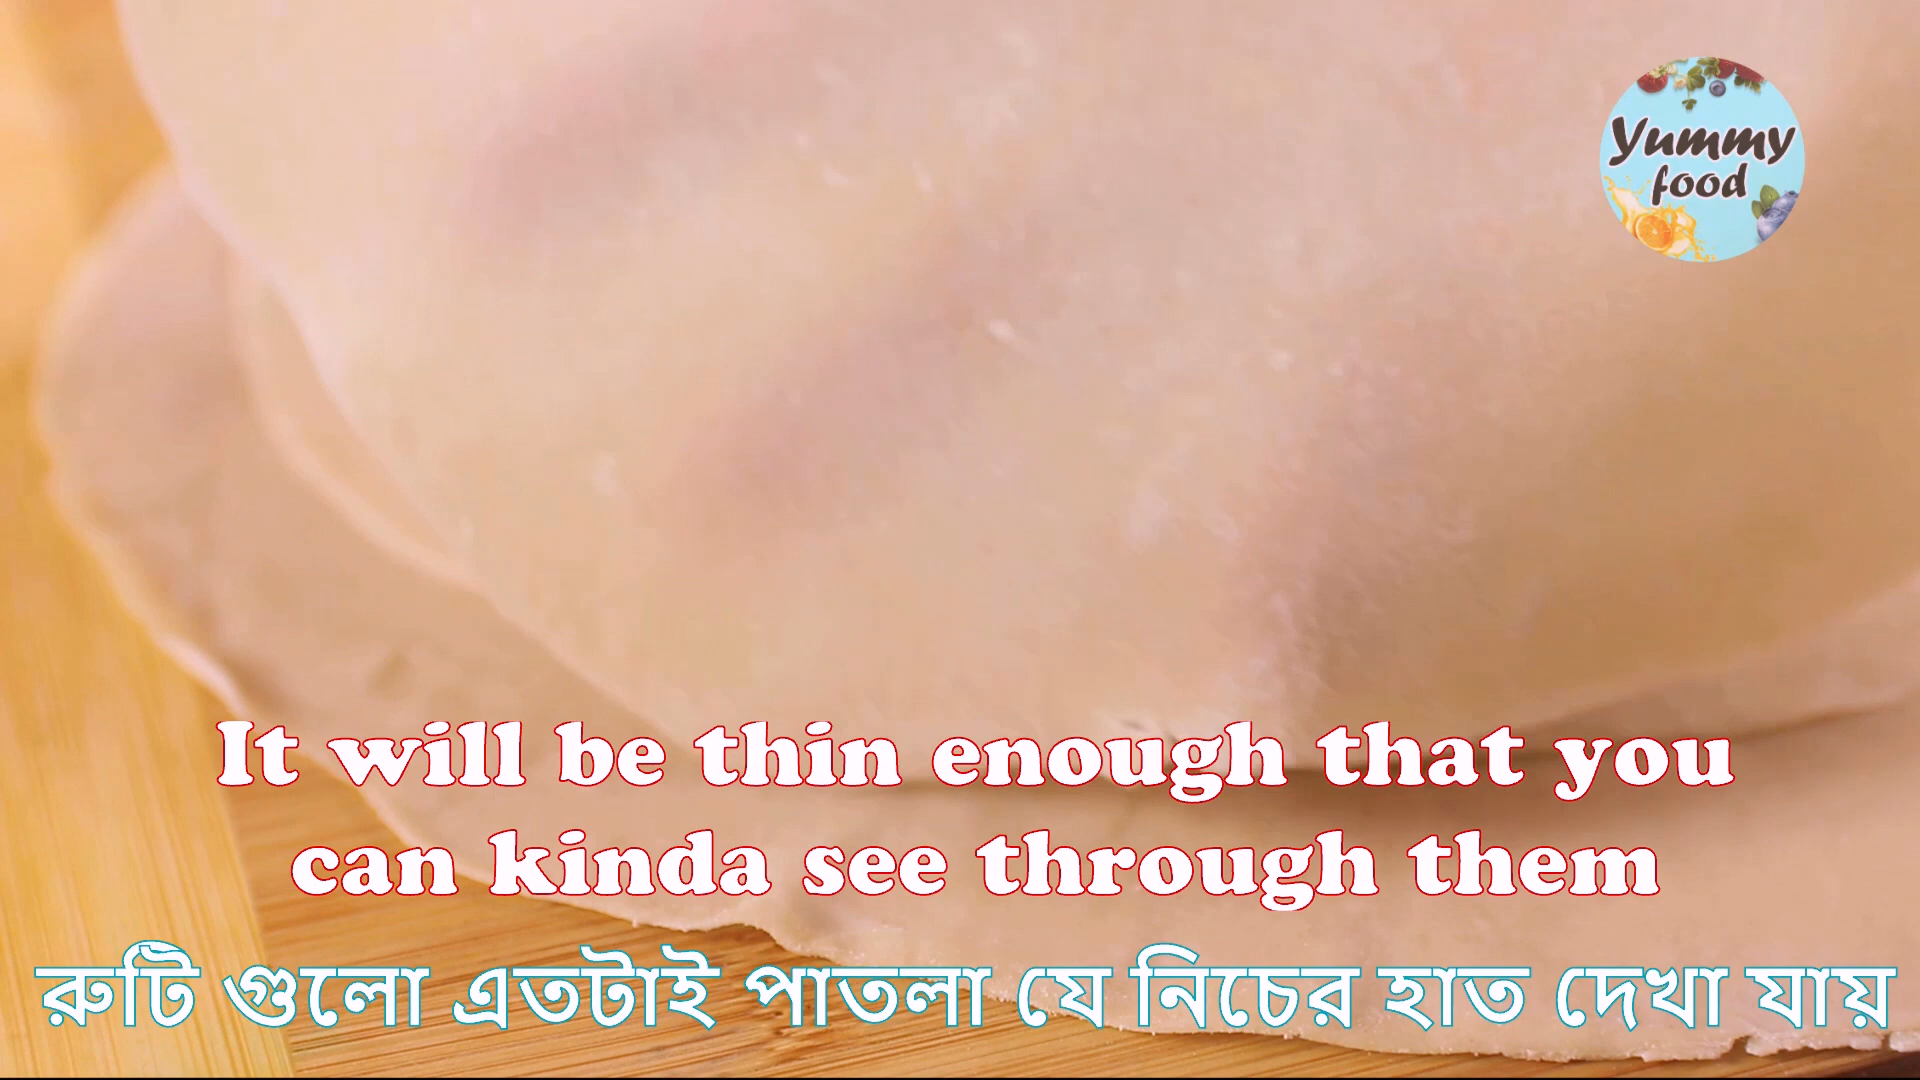 Yummy
food
It will be thin enough that you
can kinda see through them
রুটি গুলো এতটাই পাতলা যে নিচের হাত দেখা যায়